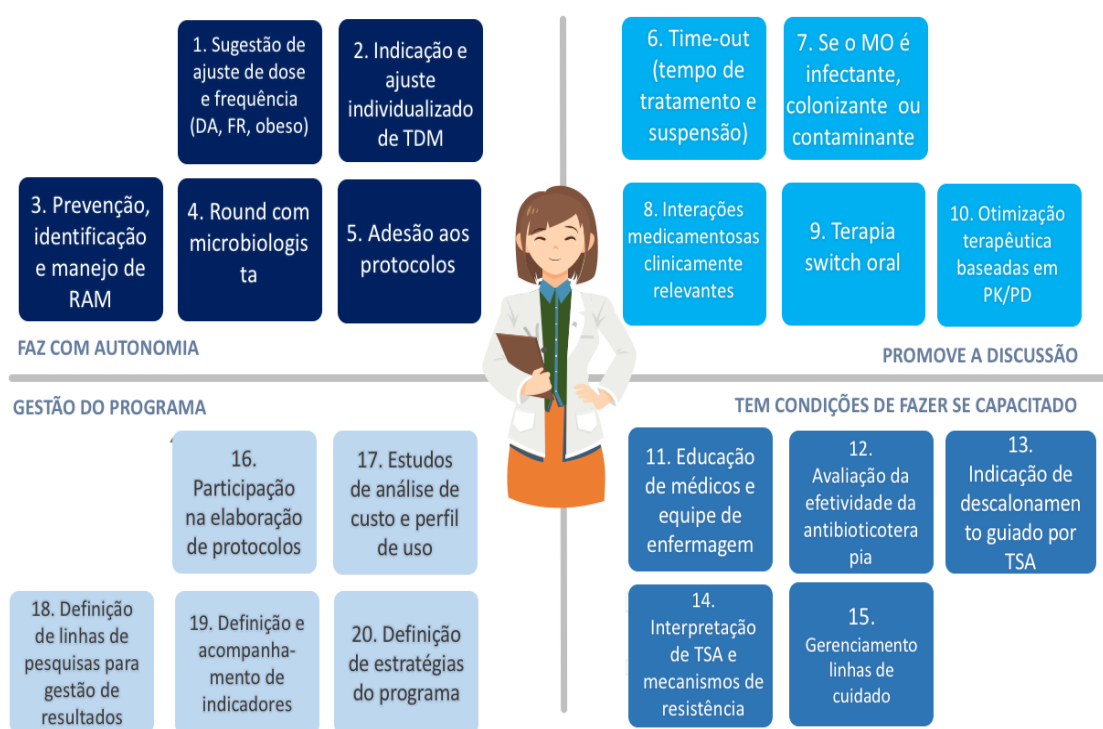 1. Sugestão de
ajuste de dose
e frequência
(DA, FR, obeso)
2. Indicação e
ajuste
individualizado
de TDM
3. Prevenção,
identificação
e manejo de
RAM
4. Round com
microbiologis
ta
5. Adesão aos
protocolos
FAZ COM AUTONOMIA
6. Time-out
(tempo de
tratamento e
suspensão)
7. Se o MO é
infectante,
colonizante ou
contaminante
8. Interações
medicamentosas
clinicamente
relevantes
9. Terapia
switch oral
10. Otimização
terapêutica
baseadas em
PK/PD
PROMOVE A DISCUSSÃO
GESTÃO DO PROGRAMA
16.
Participação
na elaboração
de protocolos
17. Estudos
de análise de
custo e perfil
de uso
18. Definição
de linhas de
pesquisas para
gestão de
resultados
19. Definição e
acompanha-
mento de
indicadores
20. Definição
de estratégias
do programa
TEM CONDIÇÕES DE FAZER SE CAPACITADO
11. Educação
de médicos e
equipe de
enfermagem
12.
Avaliação da
efetividade da
antibioticotera
pia
13.
Indicação de
descalonamen
to guiado por
TSA
14.
Interpretação
de TSA e
mecanismos de
resistência
15.
Gerenciamento
linhas de
cuidado